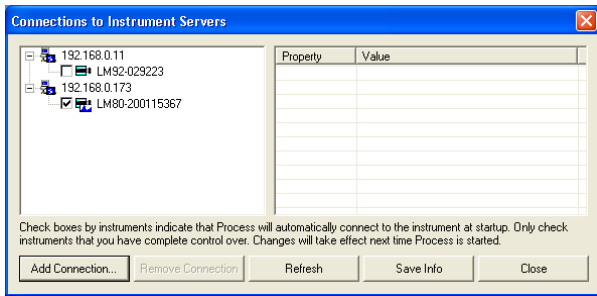 Connections to Instrument Servers
192.168.0.11
LM92-029223
192.168.0.173
LM80-200115367
Property Value
Check boxes by instruments indicate that Process will automatically connect to the instrument at startup. Only check
instruments that you have complete control over. Changes will take effect next time Process is started.
Add Connection... Remove Connection Refresh Save Info Close